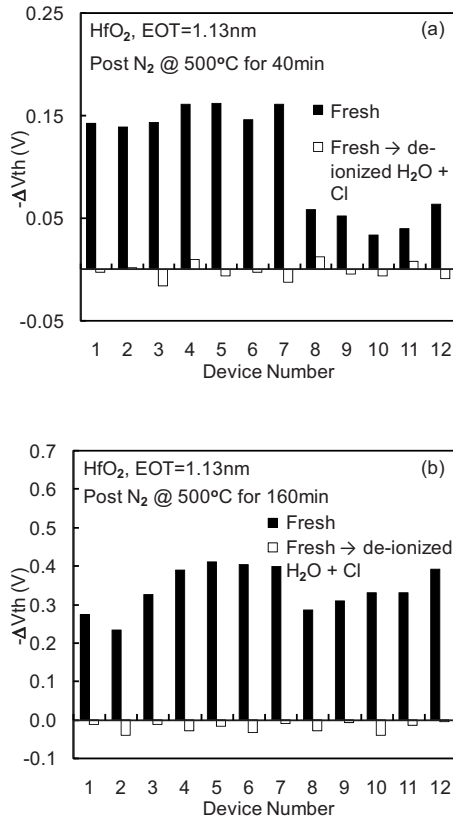 0.25
HfO₂, EOT=1.13nm
(a)
Post N₂ @ 500ºC for 40min
0.15
Fresh
Fresh → de-
ionized H₂O +
Cl
0.05
-0.05
-ΔVth (V)
1 2 3 4 5 6 7 8 9 10 11 12
Device Number
0.7
HfO₂, EOT=1.13nm
(b)
0.6
Post N₂ @ 500ºC for 160min
0.5
Fresh
Fresh → de-ionized
H₂O + Cl
0.4
0.3
0.2
0.1
0.0
-0.1
-ΔVth (V)
1 2 3 4 5 6 7 8 9 10 11 12
Device Number